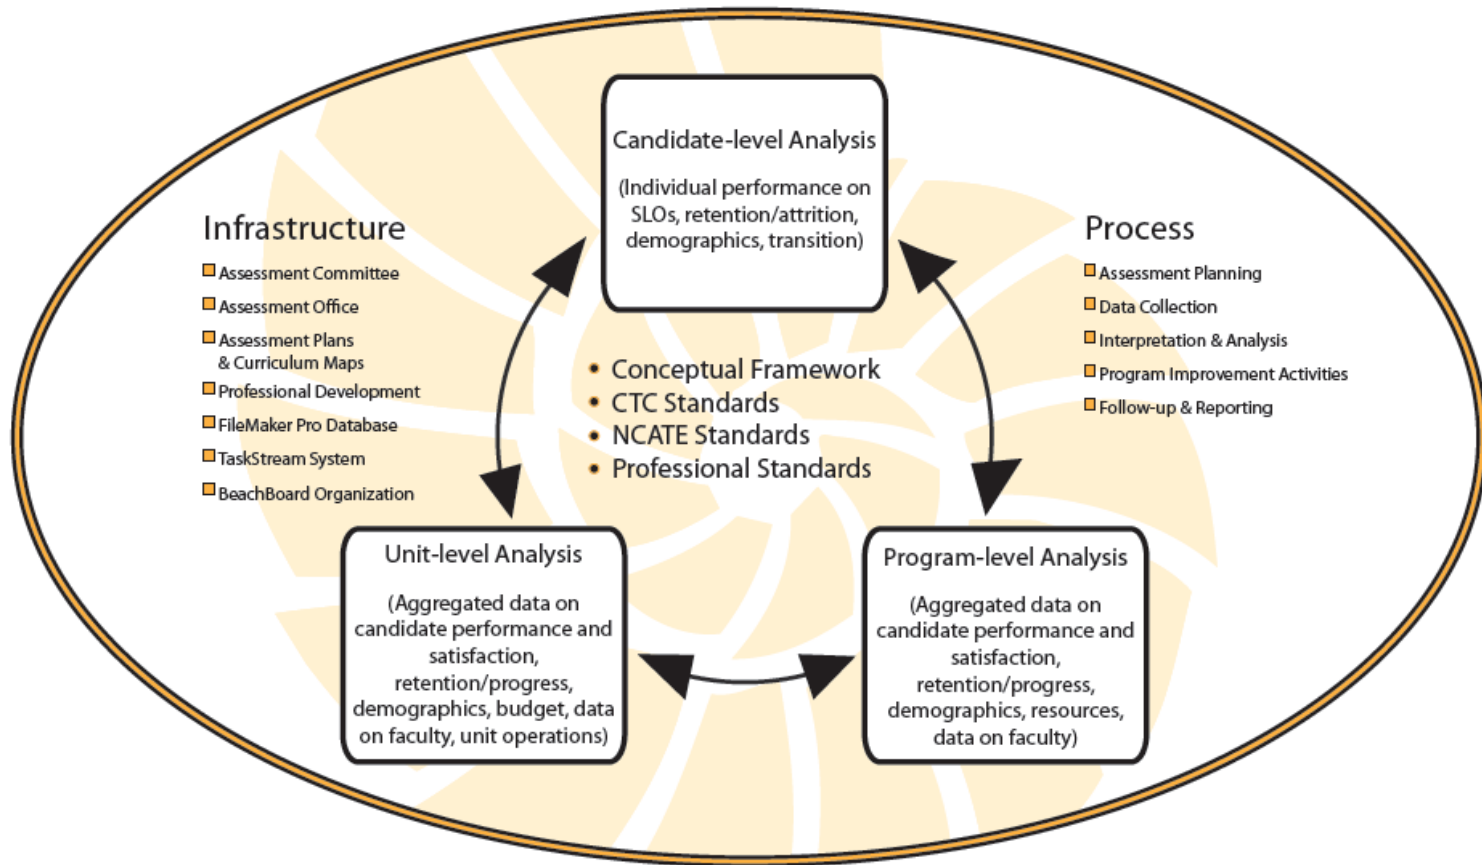 Candidate-level Analysis
(Individual performance on
SLOs, retention/attrition,
demographics, transition)
Infrastructure
Assessment Committee
Assessment Office
Assessment Plans
& Curriculum Maps
Professional Development
FileMaker Pro Database
TaskStream System
BeachBoard Organization
Process
Assessment Planning
Data Collection
Interpretation & Analysis
Program Improvement Activities
Follow-up & Reporting
• Conceptual Framework
• CTC Standards
• NCATE Standards
• Professional Standards
Unit-level Analysis
(Aggregated data on
candidate performance and
satisfaction,
retention/progress,
demographics, budget, data
on faculty, unit operations)
Program-level Analysis
(Aggregated data on
candidate performance and
satisfaction,
retention/progress,
demographics, resources,
data on faculty)